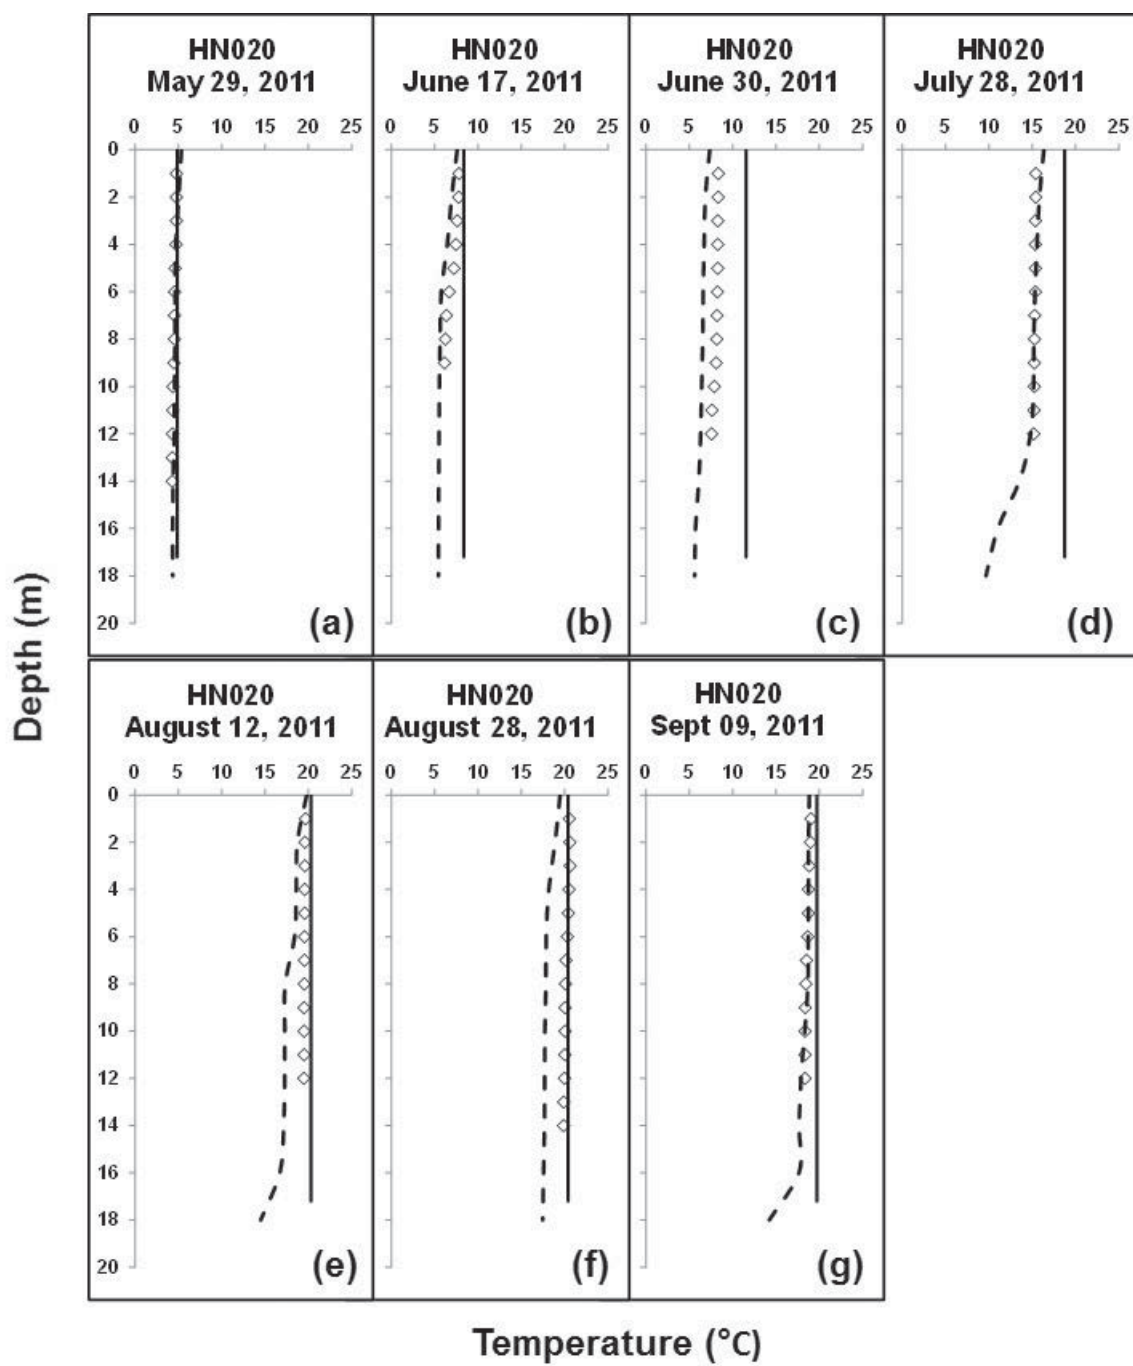 HN020
May 29, 2011
0 5 10 15 20 25
0
2
4
6
8
10
12
14
16
18
20
(a)
HN020
June 17, 2011
0 5 10 15 20 25
(b)
HN020
June 30, 2011
0 5 10 15 20 25
(c)
HN020
July 28, 2011
0 5 10 15 20 25
(d)
Depth (m)
HN020
August 12, 2011
0 5 10 15 20 25
0
2
4
6
8
10
12
14
16
18
20
(e)
HN020
August 28, 2011
0 5 10 15 20 25
(f)
HN020
Sept 09, 2011
0 5 10 15 20 25
(g)
Temperature (°C)